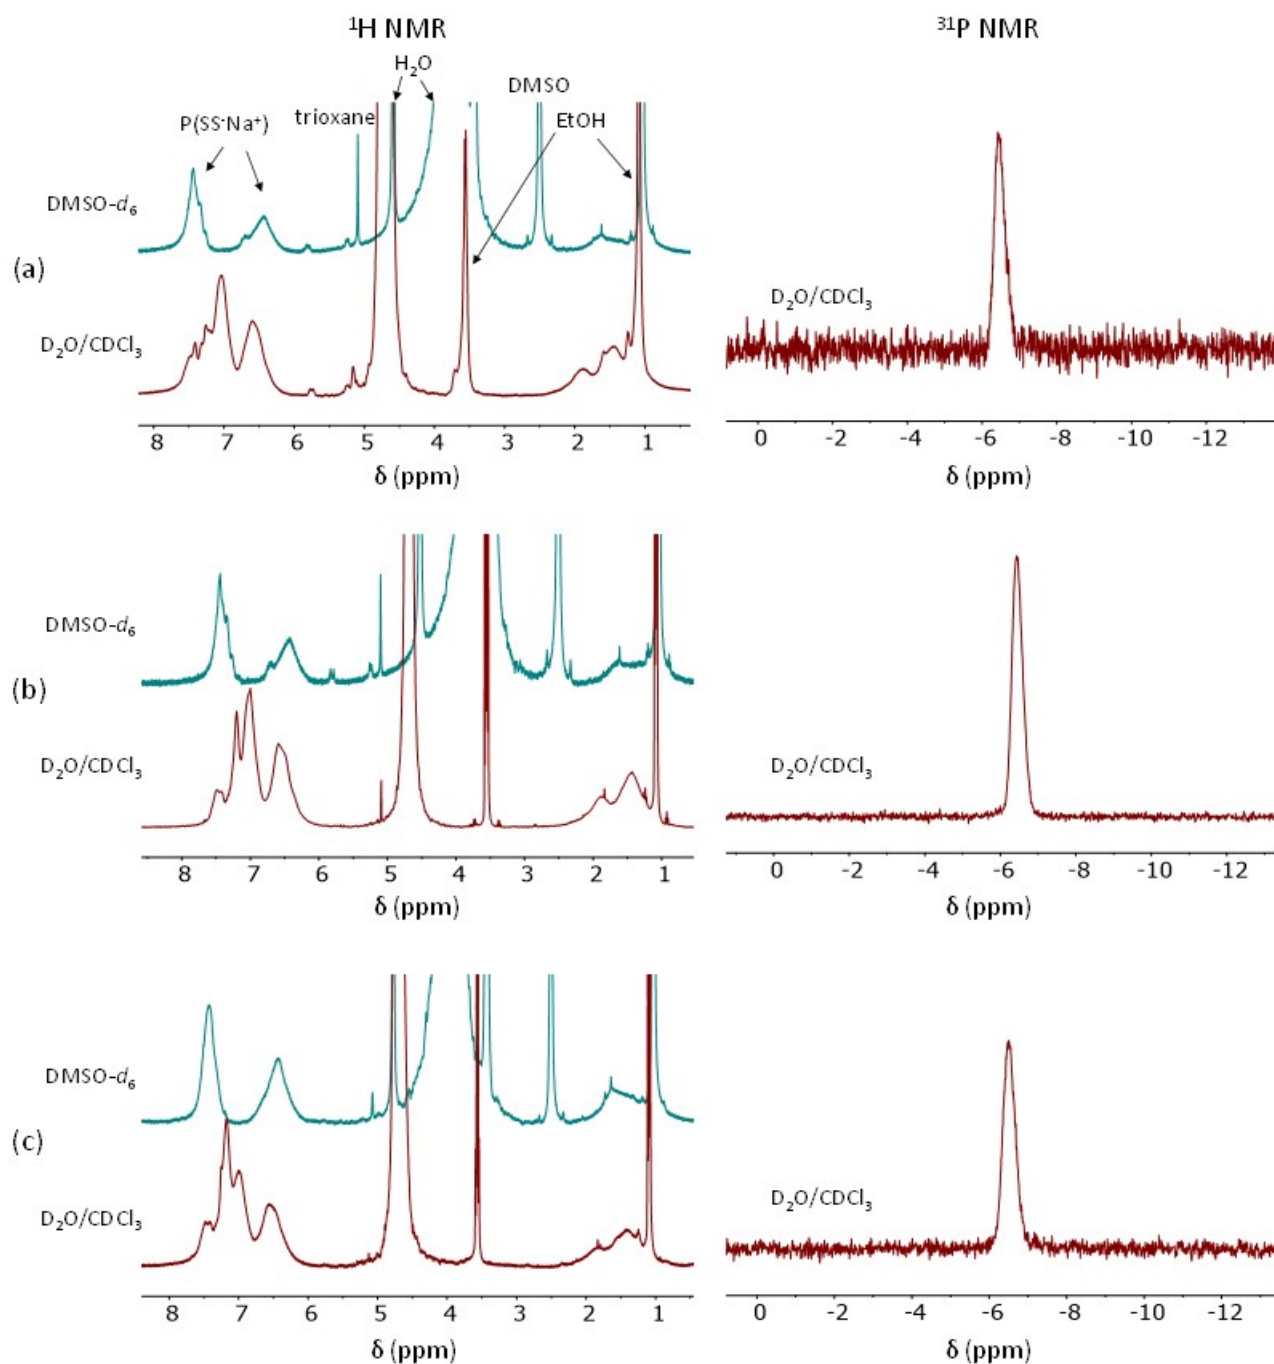 ¹H NMR
³¹P NMR
H₂O
DMSO
trioxane
EtOH
P(SS⁻Na⁺)
DMSO-d₆
(a)
D₂O/CDCl₃
D₂O/CDCl₃
8 7 6 5 4 3 2 1
0 -2 -4 -6 -8 -10 -12
δ (ppm)
δ (ppm)
DMSO-d₆
(b)
D₂O/CDCl₃
D₂O/CDCl₃
8 7 6 5 4 3 2 1
0 -2 -4 -6 -8 -10 -12
δ (ppm)
δ (ppm)
DMSO-d₆
(c)
D₂O/CDCl₃
D₂O/CDCl₃
8 7 6 5 4 3 2 1
0 -2 -4 -6 -8 -10 -12
δ (ppm)
δ (ppm)